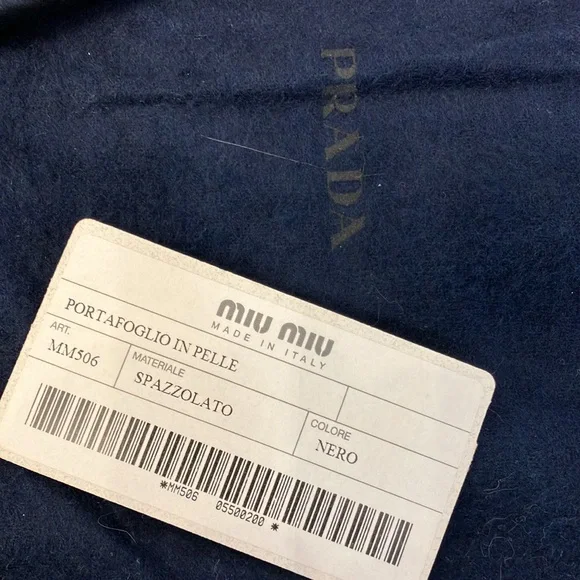 PRADA
miu miu
MADE IN ITALY
PORTAFOGLIO IN PELLE
ART.
MM506
MATERIALE
SPAZZOLATO
COLORE
NERO
*MM506 05500200 *